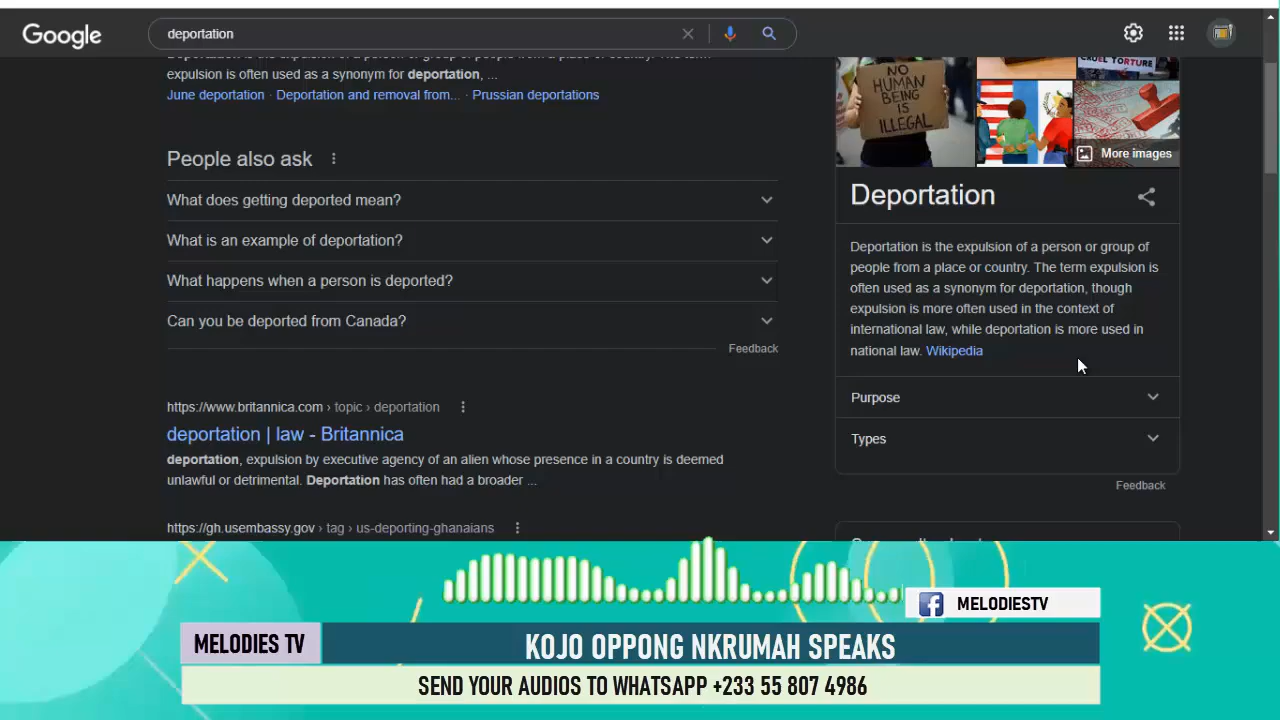 Google
deportation
expulsion is often used as a synonym for deportation, ...
June deportation · Deportation and removal from... · Prussian deportations
People also ask
What does getting deported mean?
What is an example of deportation?
What happens when a person is deported?
Can you be deported from Canada?
Feedback
https://www.britannica.com › topic › deportation
deportation | law - Britannica
deportation, expulsion by executive agency of an alien whose presence in a country is deemed
unlawful or detrimental. Deportation has often had a broader ...
https://gh.usembassy.gov › tag › us-deporting-ghanaians
NO
HUMAN
BEING
IS
ILLEGAL
CRUEL TORTURE
More images
Deportation
Deportation is the expulsion of a person or group of
people from a place or country. The term expulsion is
often used as a synonym for deportation, though
expulsion is more often used in the context of
international law, while deportation is more used in
national law. Wikipedia
Purpose
Types
Feedback
MELODIESTV
MELODIES TV
KOJO OPPONG NKRUMAH SPEAKS
SEND YOUR AUDIOS TO WHATSAPP +233 55 807 4986